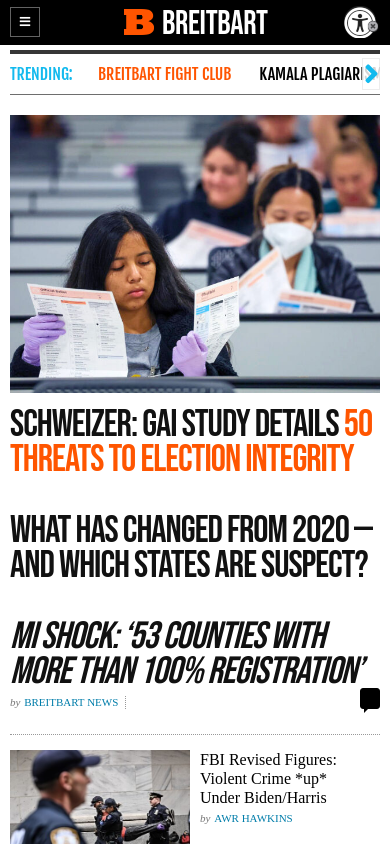 BREITBART
TRENDING:
BREITBART FIGHT CLUB
SCHWEIZER: GAI STUDY DETAILS 50
THREATS TO ELECTION INTEGRITY
WHAT HAS CHANGED FROM 2020 —
AND WHICH STATES ARE SUSPECT?
MI SHOCK: ‘53 COUNTIES WITH
MORE THAN 100% REGISTRATION’
by BREITBART NEWS
FBI Revised Figures:
Violent Crime *up*
Under Biden/Harris
by AWR HAWKINS